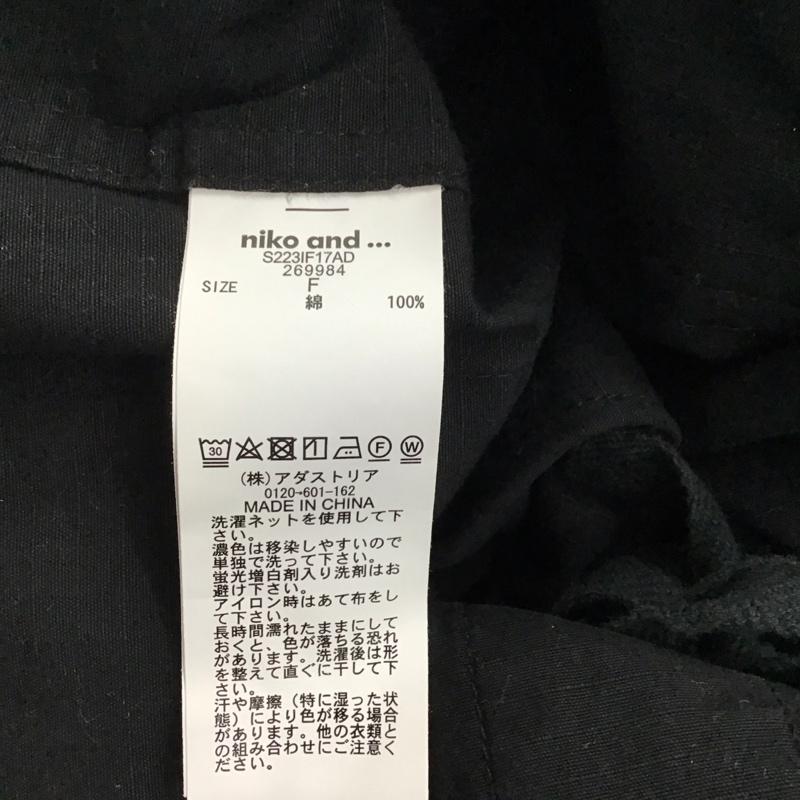 niko and ...
S223IF17AD
269984
SIZE F
綿 100%
30 F W
(株)アダストリア
0120-601-162
MADE IN CHINA
洗濯ネットを使用して下
さい。
濃色は移染しやすいので
単独で洗って下さい。
蛍光増白剤入り洗剤はお
避け下さい。
アイロン時はあて布をし
て下さい。
長時間濡れたままにして
おくと、色が落ちる恐れ
があります。洗濯後は形
を整えて直ぐに干して下
さい。
汗や摩擦(特に湿った状
態)により色が移る場合
があります。他の衣類と
の組み合わせにご注意く
ださい。